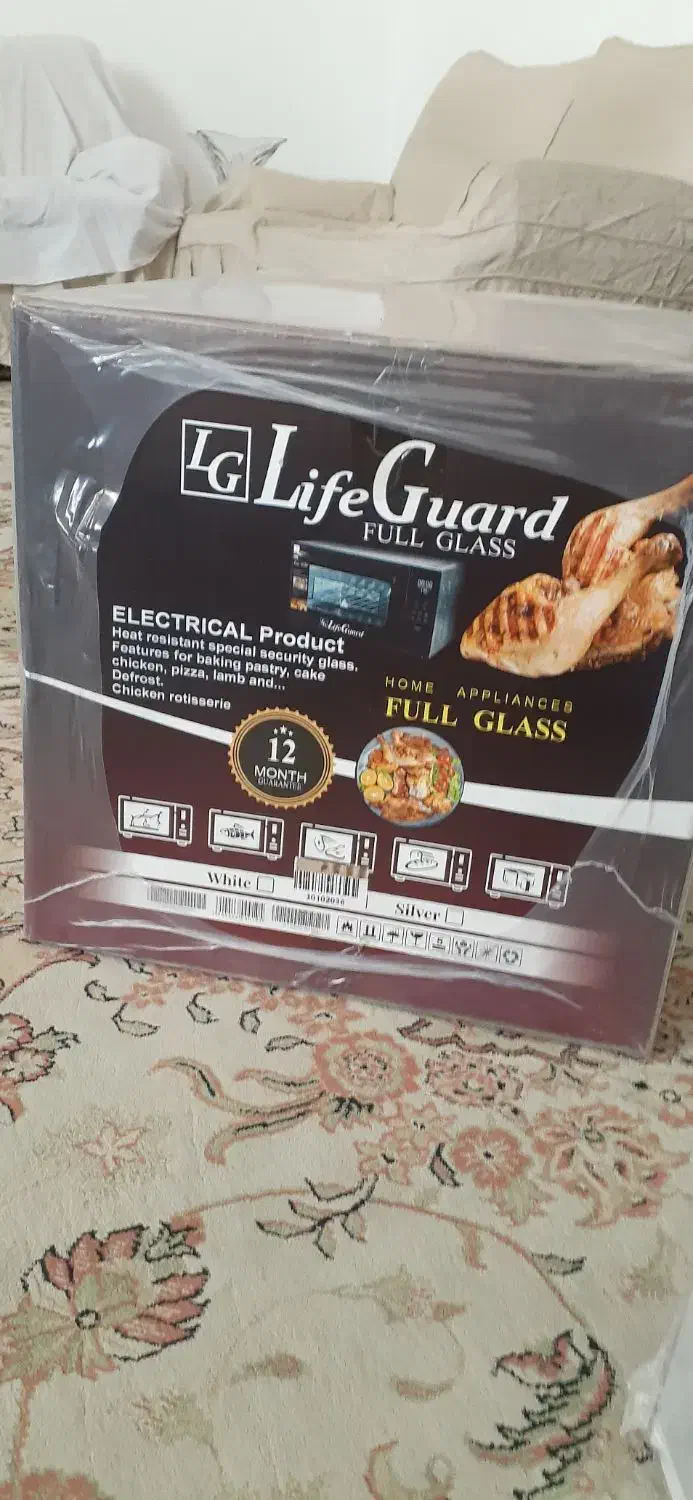 LG LifeGuard
FULL GLASS
LifeGuard
ELECTRICAL Product
Heat resistant special security glass.
Features for baking pastry, cake
chicken, pizza, lamb and...
Defrost.
Chicken rotisserie
HOME APPLIANCES
FULL GLASS
12
MONTH
GUARANTEE
White
Silver